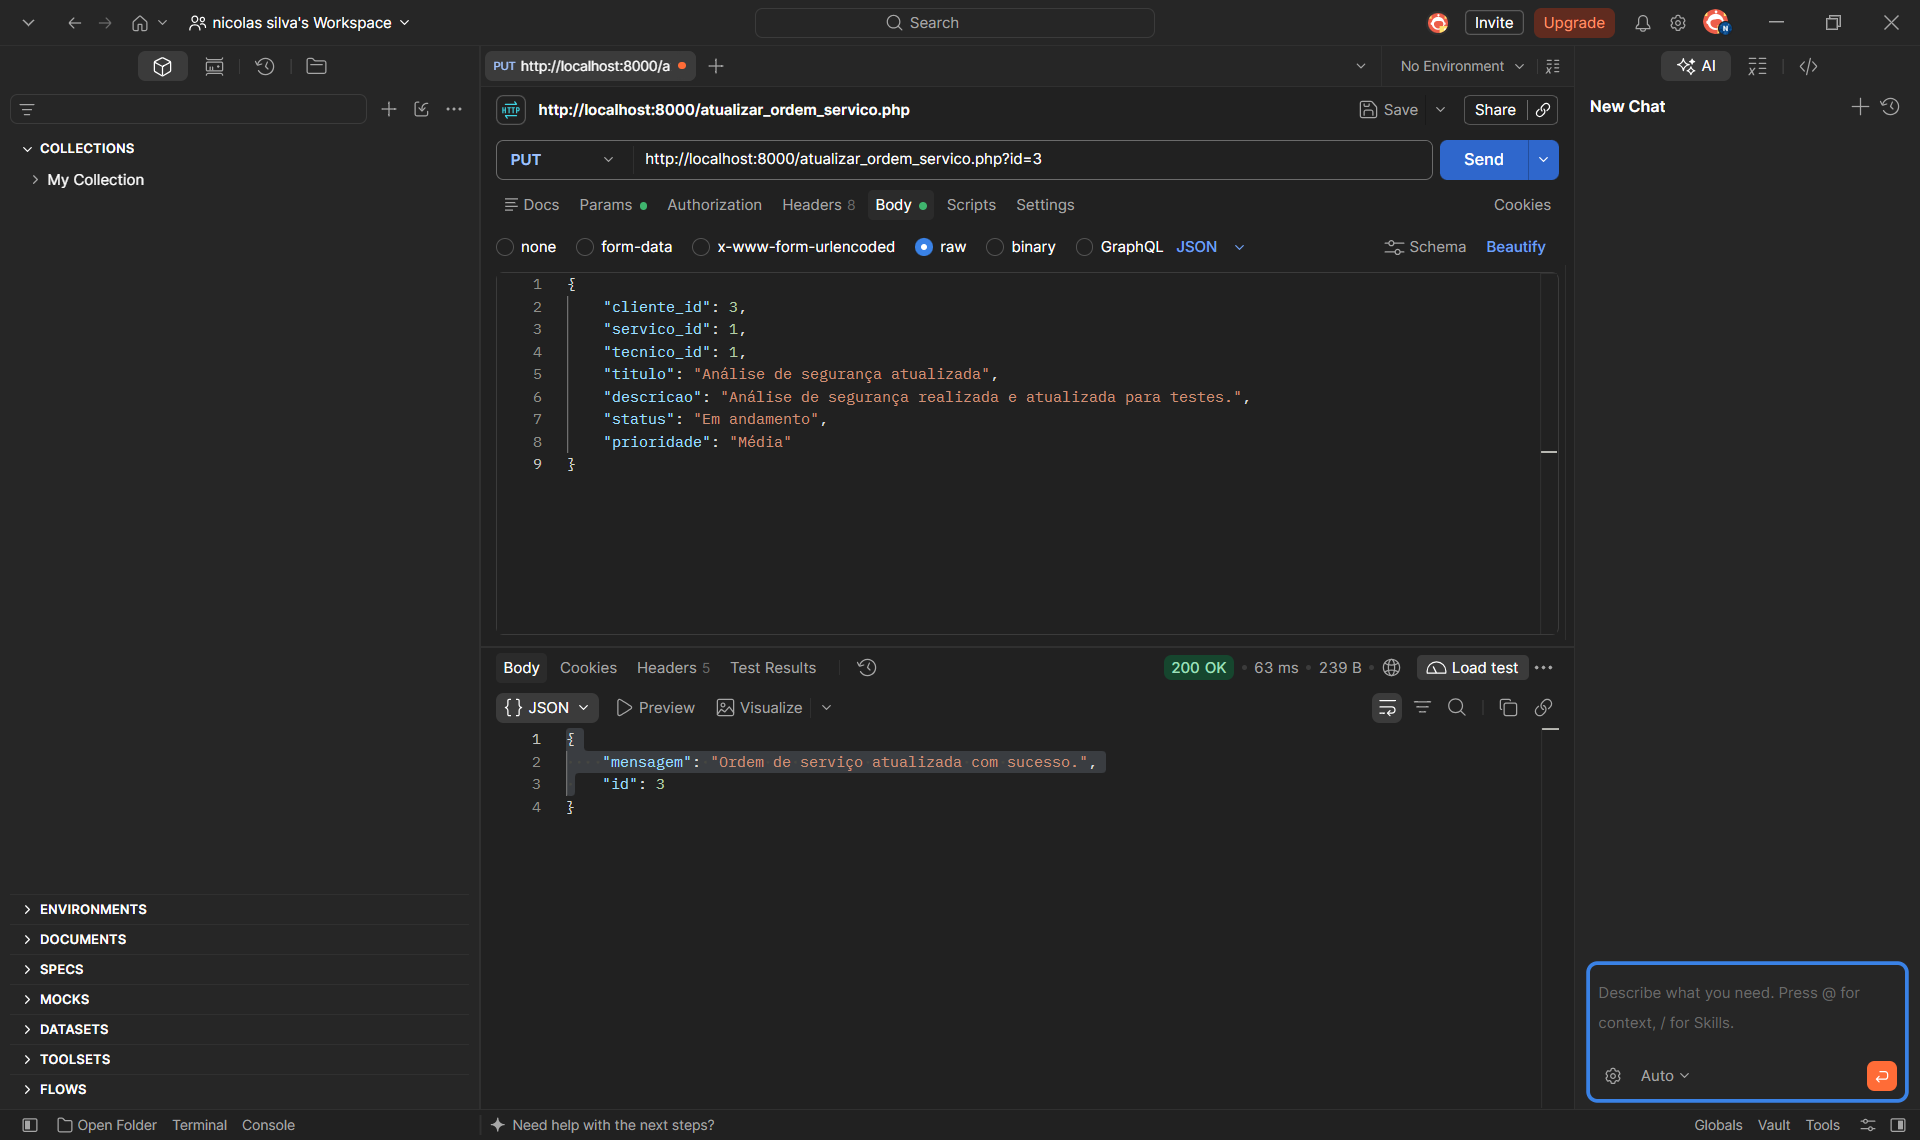 nicolas silva's Workspace
Search
Invite
Upgrade
N
PUT http://localhost:8000/a
No Environment
AI
HTTP
http://localhost:8000/atualizar_ordem_servico.php
Save
Share
New Chat
COLLECTIONS
My Collection
PUT
http://localhost:8000/atualizar_ordem_servico.php?id=3
Send
Docs
Params
Authorization
Headers 8
Body
Scripts
Settings
Cookies
none
form-data
x-www-form-urlencoded
raw
binary
GraphQL
JSON
Schema
Beautify
1 {
2 "cliente_id": 3,
3 "servico_id": 1,
4 "tecnico_id": 1,
5 "titulo": "Análise de segurança atualizada",
6 "descricao": "Análise de segurança realizada e atualizada para testes.",
7 "status": "Em andamento",
8 "prioridade": "Média"
9 }
Body
Cookies
Headers 5
Test Results
200 OK
63 ms
239 B
Load test
{} JSON
Preview
Visualize
1 {
2 "mensagem": "Ordem de serviço atualizada com sucesso.",
3 "id": 3
4 }
ENVIRONMENTS
DOCUMENTS
SPECS
MOCKS
DATASETS
TOOLSETS
FLOWS
Describe what you need. Press @ for
context, / for Skills.
Auto
Open Folder
Terminal
Console
Need help with the next steps?
Globals
Vault
Tools